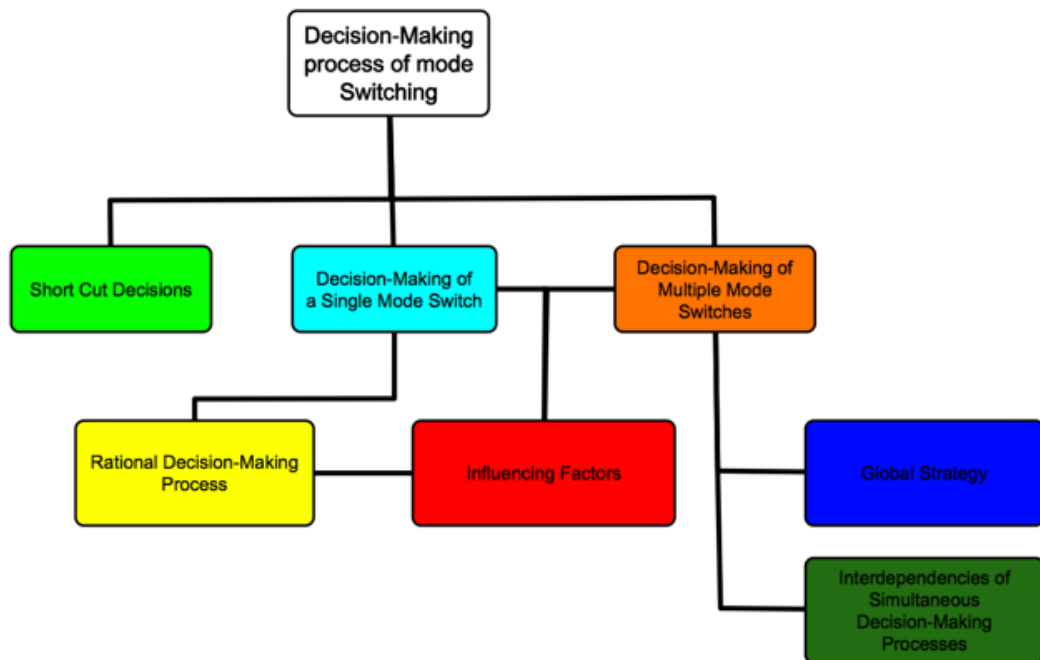 Decision-Making
process of mode
Switching
Short Cut Decisions
Decision-Making of
a Single Mode Switch
Decision-Making of
Multiple Mode
Switches
Rational Decision-Making
Process
Influencing Factors
Global Strategy
Interdependencies of
Simultaneous
Decision-Making
Processes